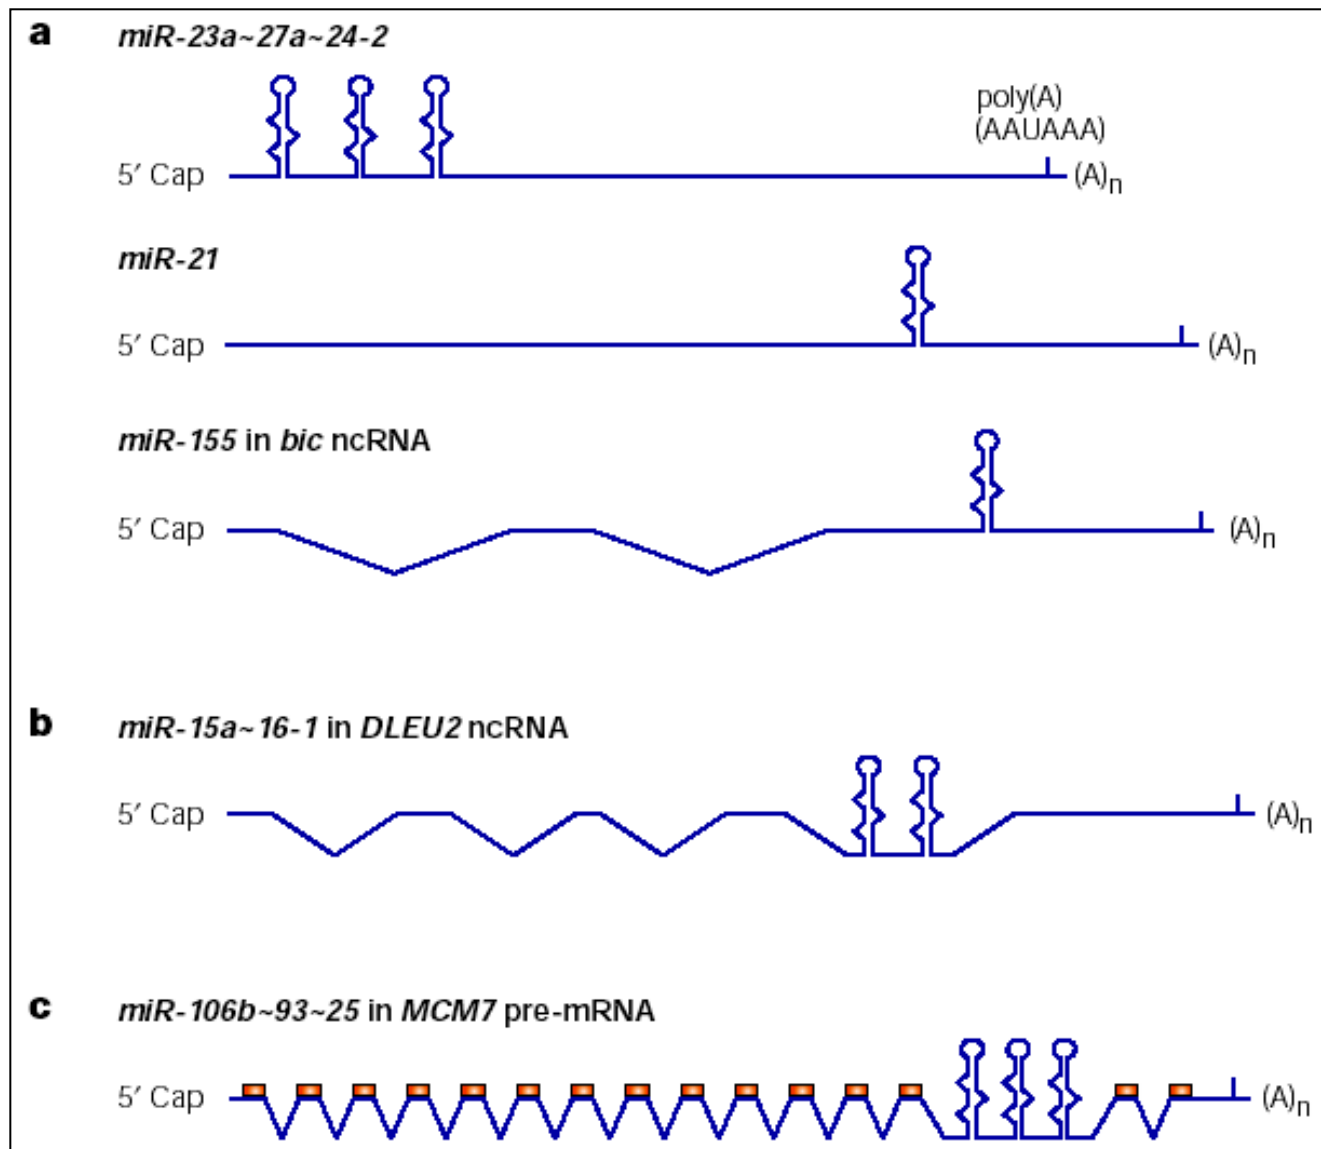 a miR-23a~27a~24-2
poly(A)
(AAUAAA)
5′ Cap (A)n
miR-21
5′ Cap (A)n
miR-155 in bic ncRNA
5′ Cap (A)n
b miR-15a~16-1 in DLEU2 ncRNA
5′ Cap (A)n
c miR-106b~93~25 in MCM7 pre-mRNA
5′ Cap (A)n